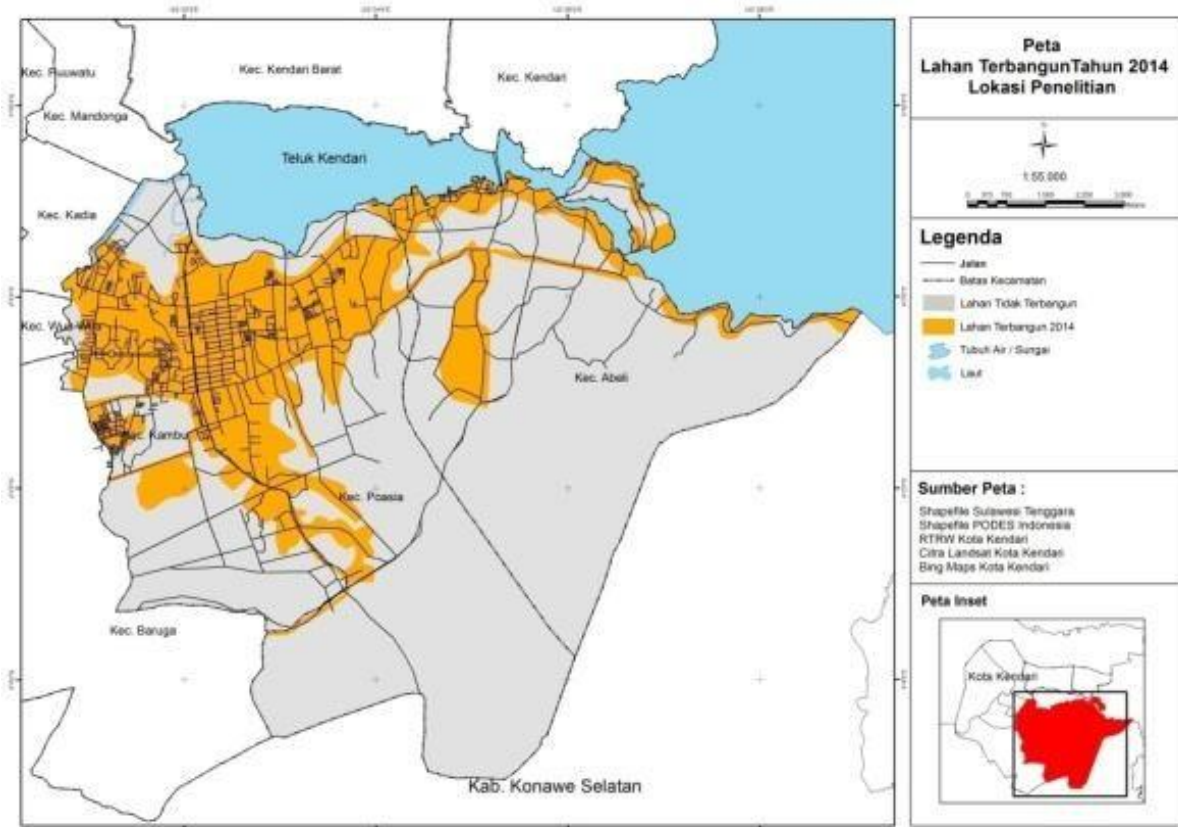 Kec. Kendari Barat
Kec. Kendari
Kec. Puuwatu
Kec. Mandonga
Teluk Kendari
Kec. Kadia
Kec. Wua-Wua
Kec. Abeli
Kec. Kambu
Kec. Poasia
Kec. Baruga
Kab. Konawe Selatan
Peta
Lahan TerbangunTahun 2014
Lokasi Penelitian
1:55.000
Legenda
Jalan
Batas Kecamatan
Lahan Tidak Terbangun
Lahan Terbangun 2014
Tubuh Air / Sungai
Laut
Sumber Peta :
Shapefile Sulawesi Tenggara
Shapefile PODES Indonesia
RTRW Kota Kendari
Citra Landsat Kota Kendari
Bing Maps Kota Kendari
Peta Inset
Kota Kendari